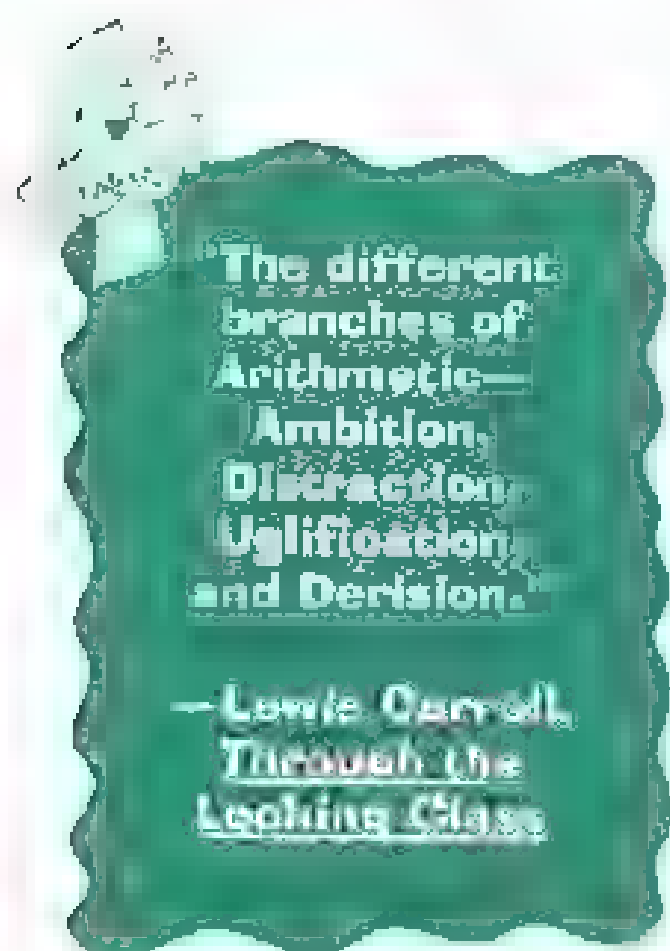 The different
branches of
Arithmetic—
Ambition,
Distraction,
Uglification
and Derision.
—Lewis Carroll,
Through the
Looking Glass